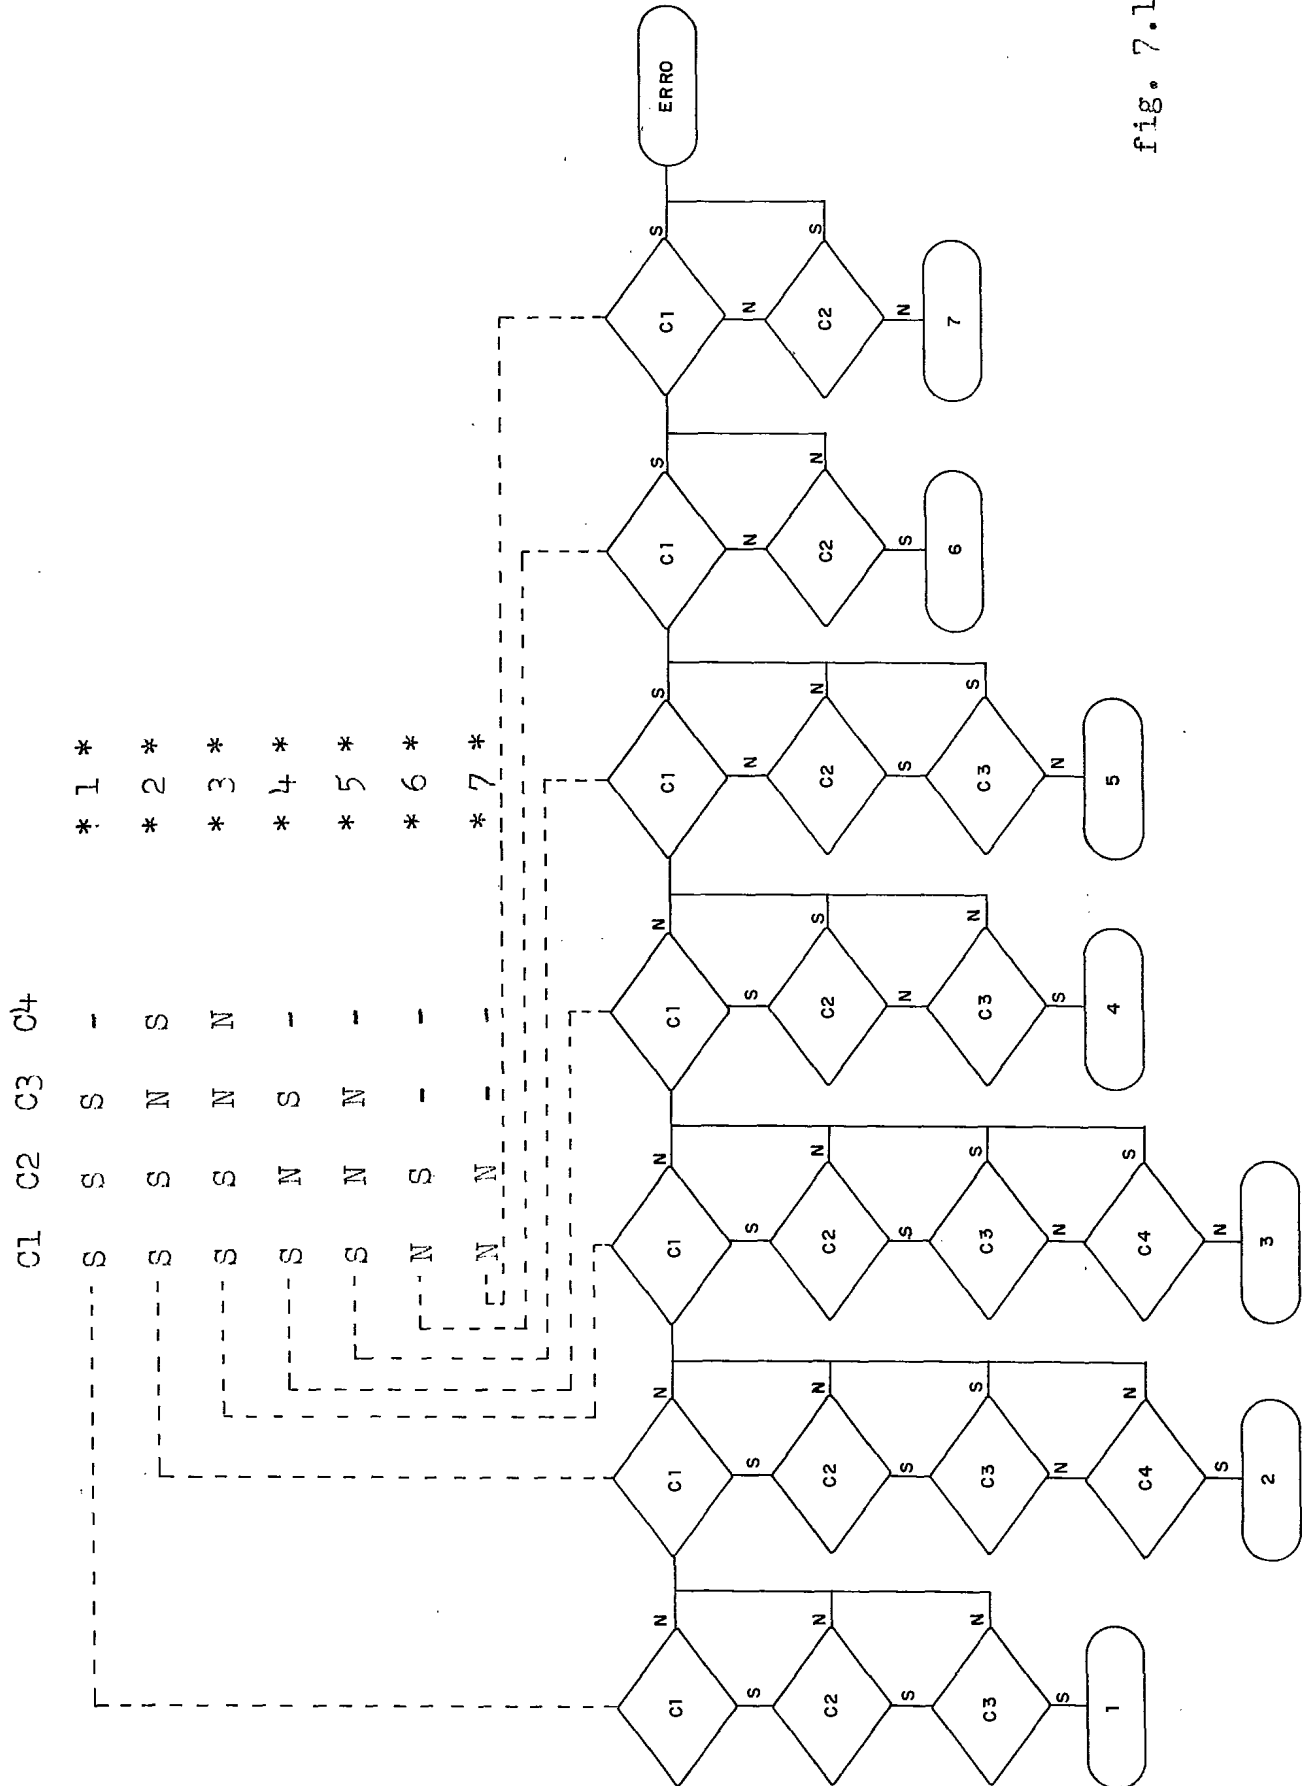 C1 C2 C3 C4
S S S - * 1 *
S S N S * 2 *
S S N N * 3 *
S N S - * 4 *
S N N - * 5 *
N S - - * 6 *
N N - - * 7 *
N N N N S S S
C1 C1 C1 C1 C1 C1 C1 ERRO
S S S S N N N
N N N S N N S
C2 C2 C2 C2 C2 C2 C2
S S S N S S N
6 7
N S S N S
C3 C3 C3 C3 C3
S N N S N
1 4 5
N S
C4 C4
S N
2 3
fig. 7.1